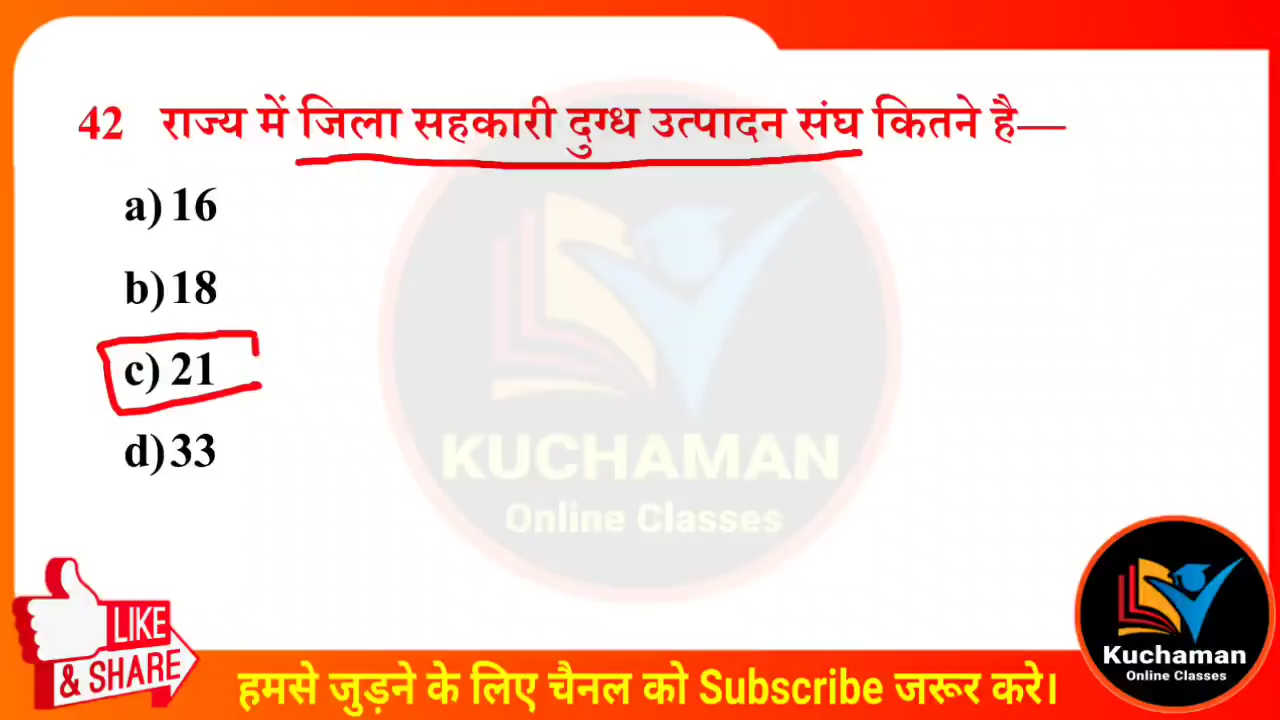 42 राज्य में जिला सहकारी दुग्ध उत्पादन संघ कितने है—
a) 16
b) 18
c) 21
d) 33
KUCHAMAN
Online Classes
LIKE
& SHARE
हमसे जुड़ने के लिए चैनल को Subscribe जरूर करे।
Kuchaman
Online Classes